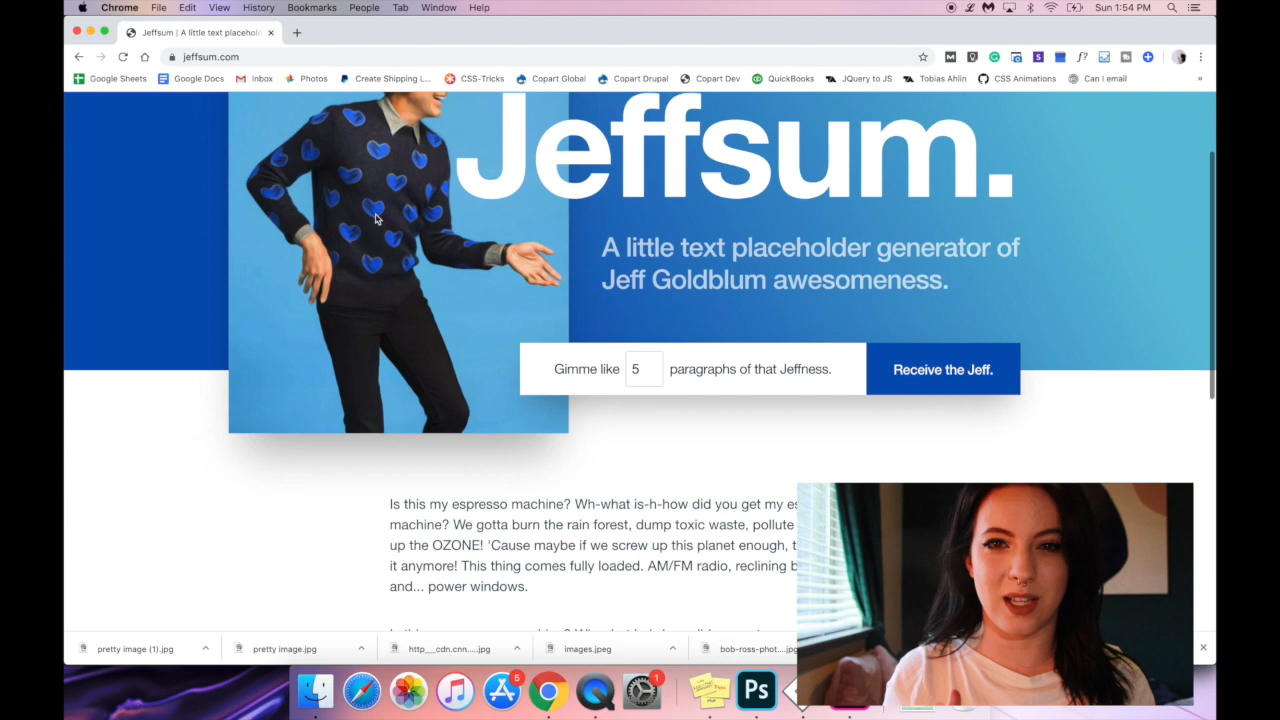 Chrome File Edit View History Bookmarks People Tab Window Help Sun 1:54 PM
Jeffsum | A little text placehold
jeffsum.com
Google Sheets Google Docs Inbox Photos Create Shipping L... CSS-Tricks Copart Global Copart Drupal Copart Dev QuickBooks JQuery to JS Tobias Ahlin CSS Animations Can I email »
Jeffsum.
A little text placeholder generator of
Jeff Goldblum awesomeness.
Gimme like 5 paragraphs of that Jeffness. Receive the Jeff.
Is this my espresso machine? Wh-what is-h-how did you get my es
machine? We gotta burn the rain forest, dump toxic waste, pollute
up the OZONE! 'Cause maybe if we screw up this planet enough, t
it anymore! This thing comes fully loaded. AM/FM radio, reclining b
and... power windows.
pretty image (1).jpg pretty image.jpg http__cdn.cnn.....jpg images.jpeg bob-ross-phot....jpg
6 1
Ps